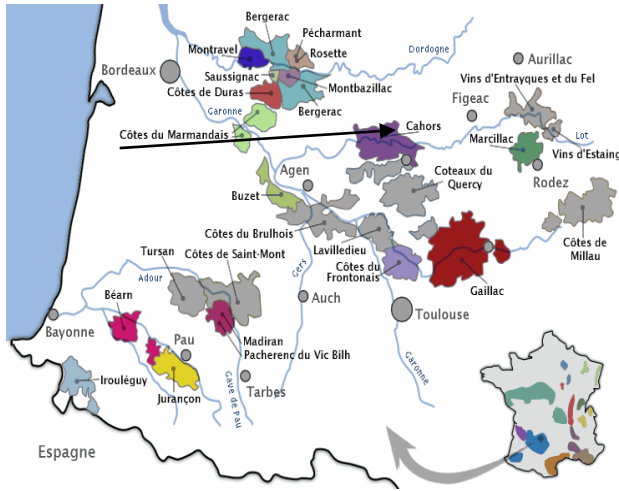 Bergerac
Pécharmant
Dordogne
Montravel
Rosette
Aurillac
Bordeaux
Saussignac
Montbazillac
Vins d'Entrayques et du Fel
Côtes de Duras
Figeac
Garonne
Bergerac
Côtes du Marmandais
Cahors
Lot
Marcillac
Vins d'Estaing
Agen
Coteaux du
Quercy
Rodez
Buzet
Côtes du Brulhois
Lavilledieu
Côtes de
Millau
Tursan
Côtes de Saint-Mont
Gers
Côtes du
Frontonais
Adour
Gaillac
Béarn
Auch
Toulouse
Bayonne
Pau
Madiran
Pacherenc du Vic Bilh
Irouléguy
Jurançon
Gave de Pau
Tarbes
Garonne
Espagne